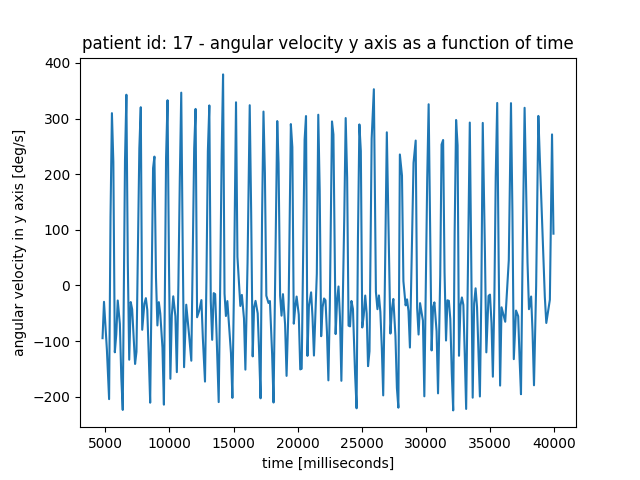 patient id: 17 - angular velocity y axis as a function of time
400
300
200
100
0
−100
−200
angular velocity in y axis [deg/s]
5000 10000 15000 20000 25000 30000 35000 40000
time [milliseconds]